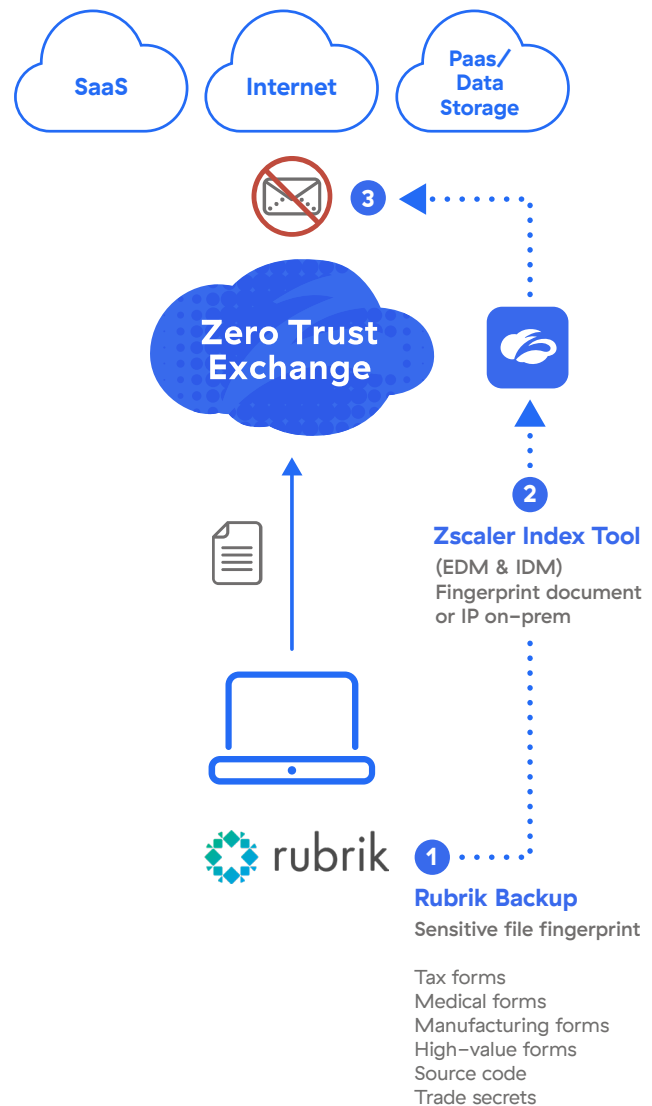 SaaS
Internet
Paas/
Data
Storage
3
Zero Trust
Exchange
2
Zscaler Index Tool
(EDM & IDM)
Fingerprint document
or IP on-prem
rubrik
1
Rubrik Backup
Sensitive file fingerprint
Tax forms
Medical forms
Manufacturing forms
High-value forms
Source code
Trade secrets